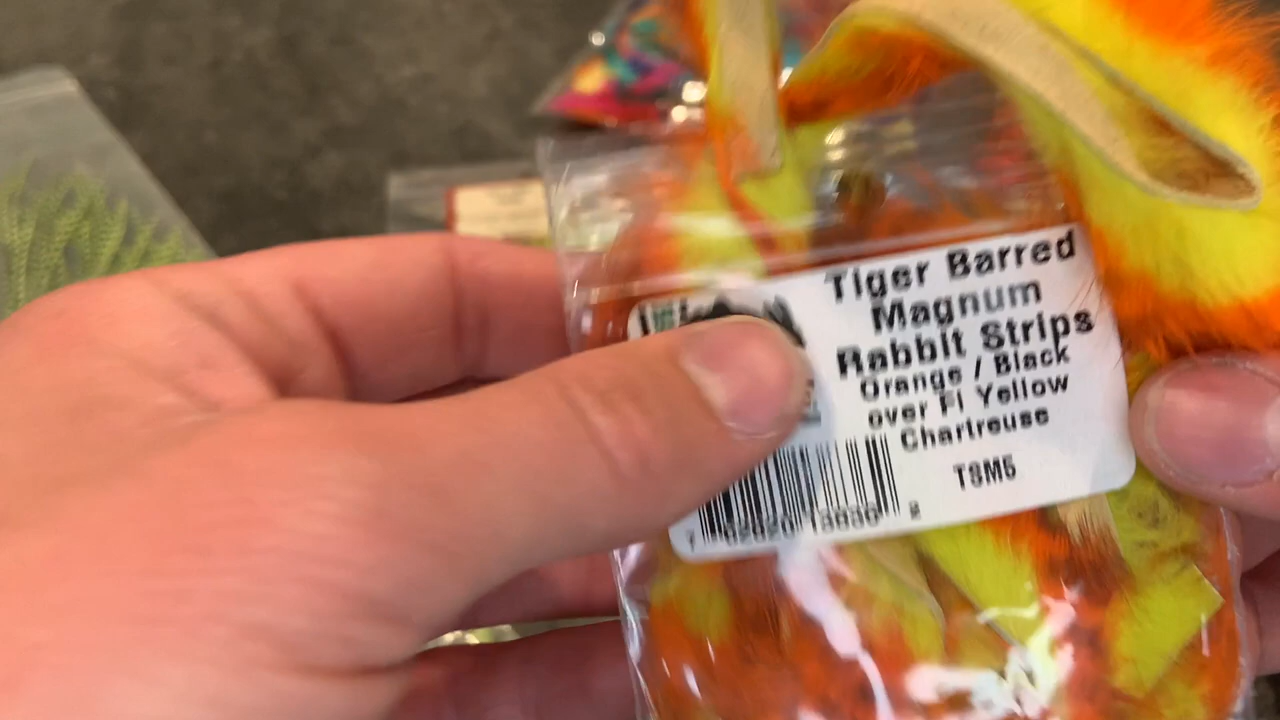 Tiger Barred
Magnum
Rabbit Strips
Orange / Black
over Fl Yellow
Chartreuse
TSM5